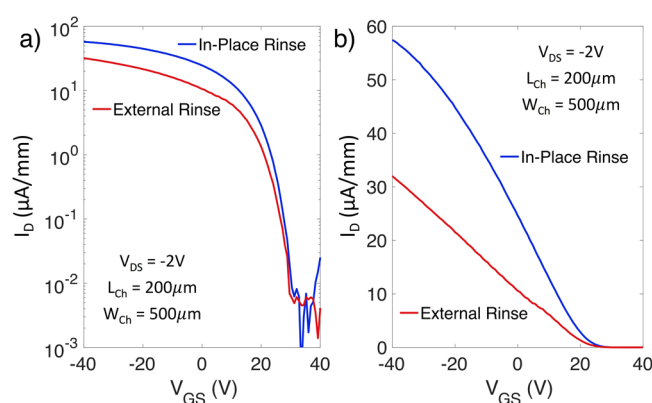 a)
10²
10¹
10⁰
10⁻¹
10⁻²
10⁻³
I_D (μA/mm)
In-Place Rinse
External Rinse
V_DS = -2V
L_Ch = 200μm
W_Ch = 500μm
-40 -20 0 20 40
V_GS (V)
b)
60
50
40
30
20
10
0
I_D (μA/mm)
V_DS = -2V
L_Ch = 200μm
W_Ch = 500μm
In-Place Rinse
External Rinse
-40 -20 0 20 40
V_GS (V)